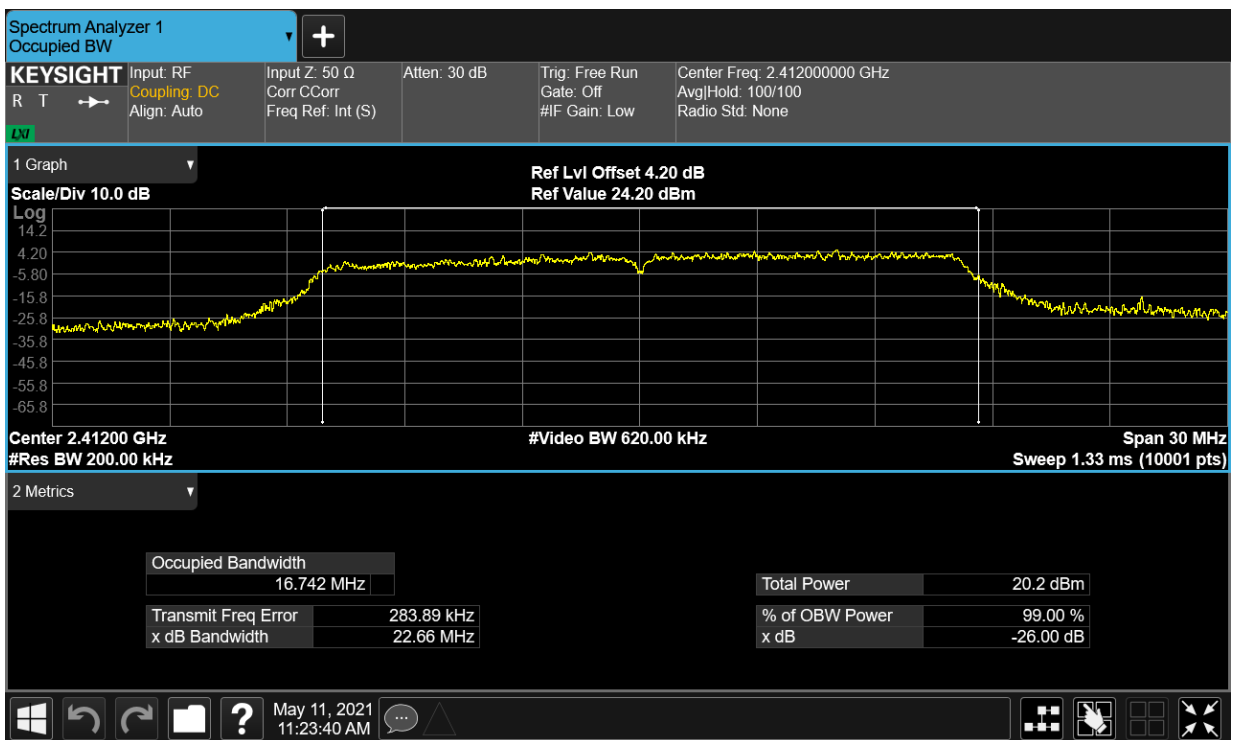 Spectrum Analyzer 1
Occupied BW
KEYSIGHT
R T
LXI
Input: RF
Coupling: DC
Align: Auto
Input Z: 50 Ω
Corr CCorr
Freq Ref: Int (S)
Atten: 30 dB
Trig: Free Run
Gate: Off
#IF Gain: Low
Center Freq: 2.412000000 GHz
Avg|Hold: 100/100
Radio Std: None
1 Graph
Scale/Div 10.0 dB
Ref Lvl Offset 4.20 dB
Ref Value 24.20 dBm
Log
14.2
4.20
-5.80
-15.8
-25.8
-35.8
-45.8
-55.8
-65.8
Center 2.41200 GHz
#Res BW 200.00 kHz
#Video BW 620.00 kHz
Span 30 MHz
Sweep 1.33 ms (10001 pts)
2 Metrics
Occupied Bandwidth
16.742 MHz
Transmit Freq Error 283.89 kHz
x dB Bandwidth 22.66 MHz
Total Power 20.2 dBm
% of OBW Power 99.00 %
x dB -26.00 dB
?
May 11, 2021
11:23:40 AM